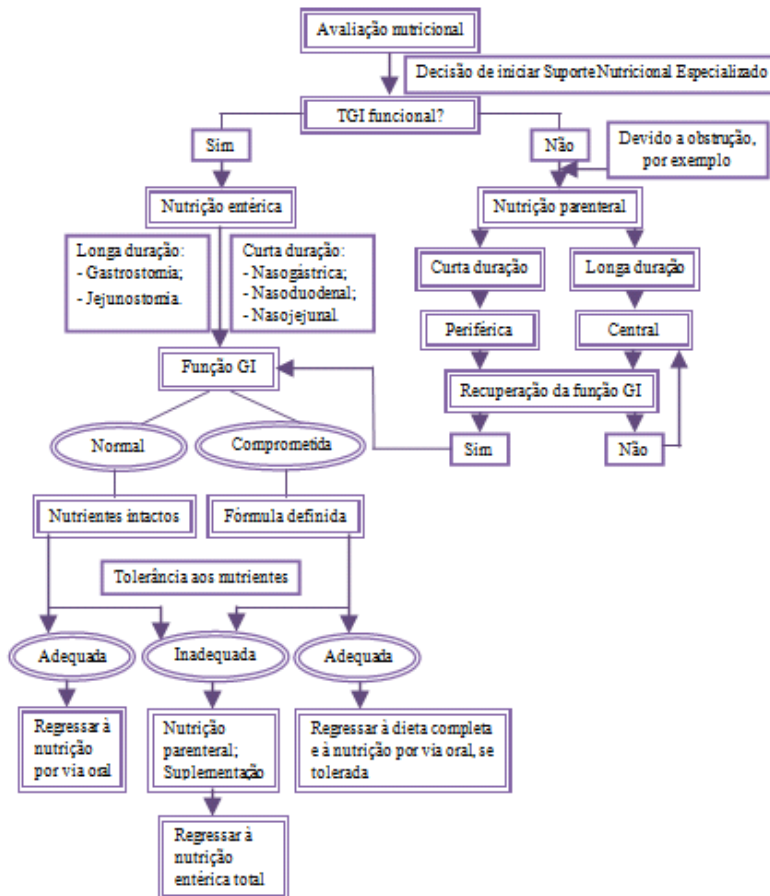 Avaliação nutricional
Decisão de iniciar Suporte Nutricional Especializado
TGI funcional?
Sim
Não
Devido a obstrução,
por exemplo
Nutrição entérica
Nutrição parenteral
Longa duração:
- Gastrostomia;
- Jejunostomia.
Curta duração:
- Nasogástrica;
- Nasoduodenal;
- Nasojejunal.
Curta duração
Longa duração
Periférica
Central
Função GI
Recuperação da função GI
Sim
Não
Normal
Comprometida
Nutrientes intactos
Fórmula definida
Tolerância aos nutrientes
Adequada
Inadequada
Adequada
Regressar à
nutrição
por via oral
Nutrição
parenteral;
Suplementação
Regressar à dieta completa
e à nutrição por via oral, se
tolerada
Regressar à
nutrição
entérica total